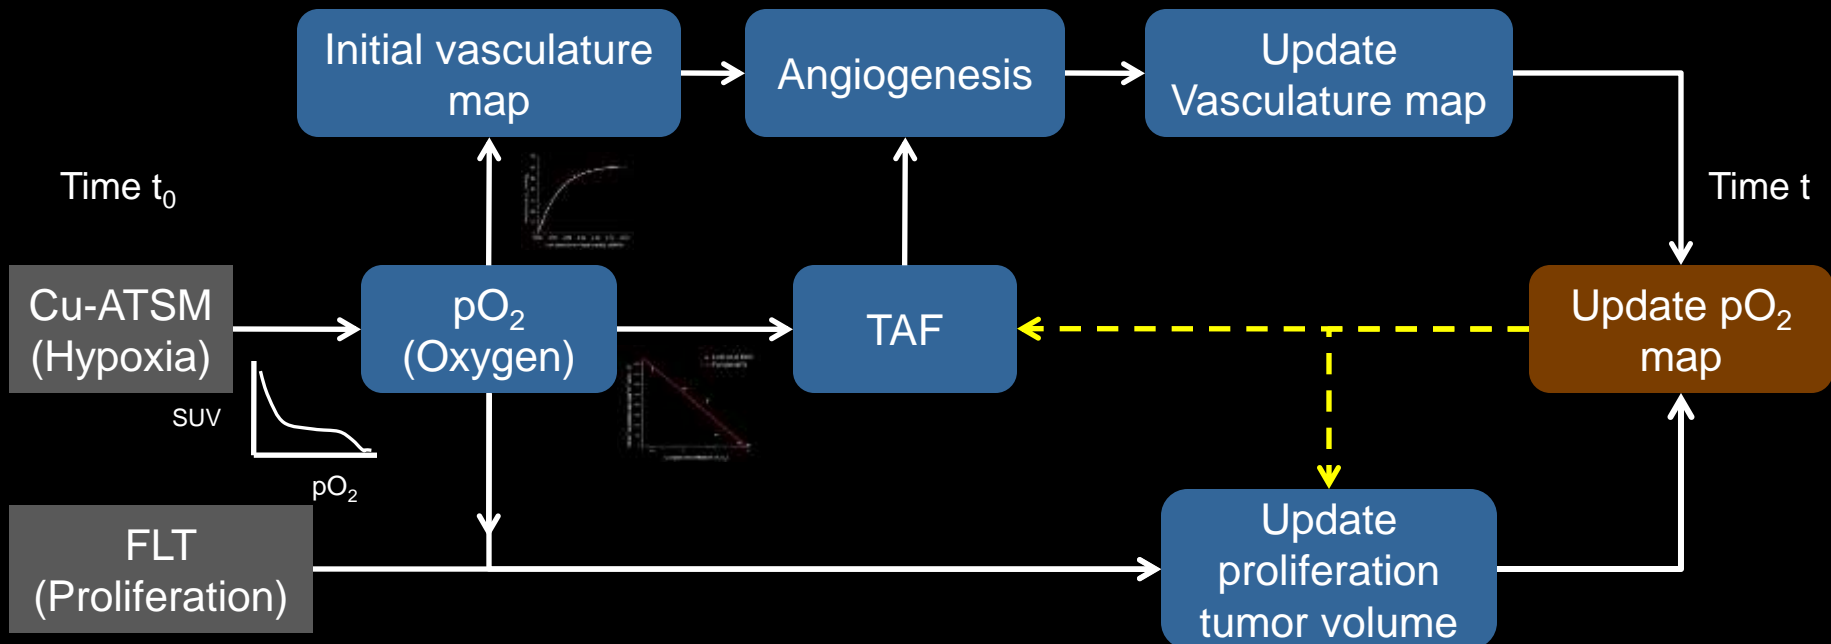 Initial vasculature
map
Angiogenesis
Update
Vasculature map
Time t₀
Time t
Cu-ATSM
(Hypoxia)
pO₂
(Oxygen)
TAF
Update pO₂
map
SUV
pO₂
FLT
(Proliferation)
Update
proliferation
tumor volume